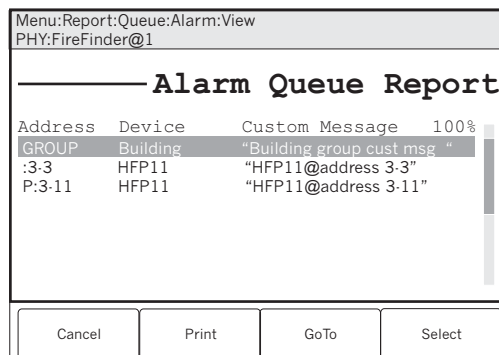 Menu:Report:Queue:Alarm:View
PHY:FireFinder@1
Alarm Queue Report
Address Device Custom Message 100%
GROUP Building “Building group cust msg “
:3-3 HFP11 “HFP11@address 3-3”
P:3-11 HFP11 “HFP11@address 3-11”
Cancel Print GoTo Select